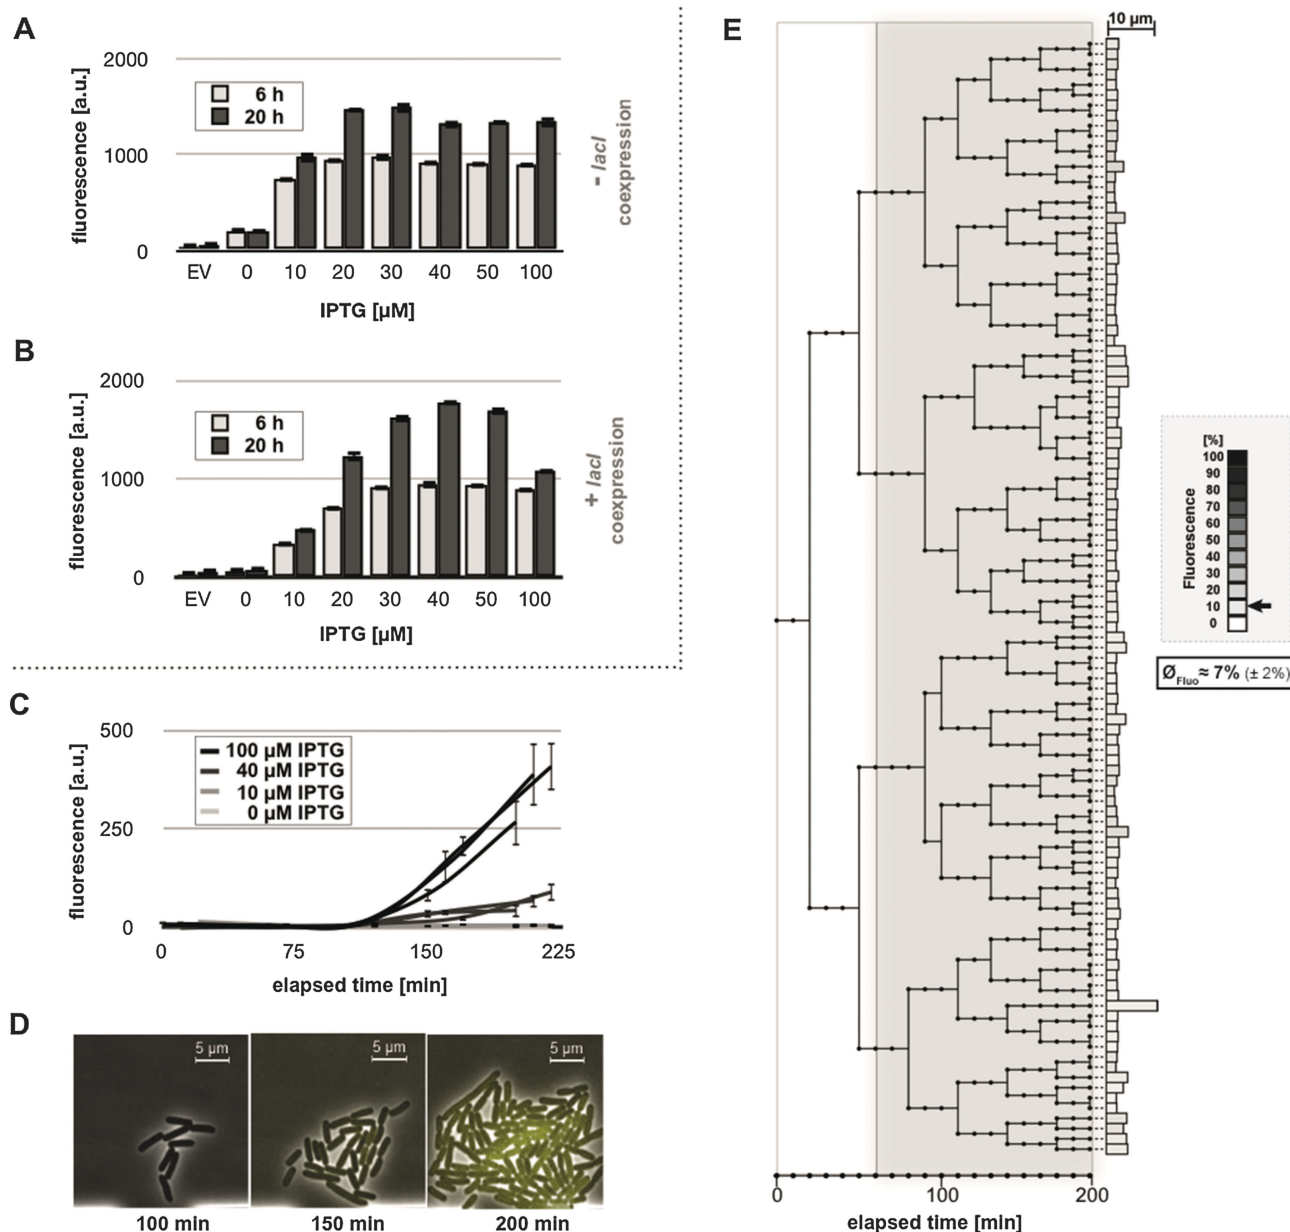 A
fluorescence [a.u.]
2000
1000
0
6 h
20 h
EV 0 10 20 30 40 50 100
IPTG [µM]
- lacI
coexpression
B
fluorescence [a.u.]
2000
1000
0
6 h
20 h
EV 0 10 20 30 40 50 100
IPTG [µM]
+ lacI
coexpression
C
fluorescence [a.u.]
500
250
0
100 µM IPTG
40 µM IPTG
10 µM IPTG
0 µM IPTG
0 75 150 225
elapsed time [min]
D
5 µm
5 µm
5 µm
100 min
150 min
200 min
E
10 µm
[%]
Fluorescence
100
90
80
70
60
50
40
30
20
10
0
ØFluo≈ 7% (± 2%)
0 100 200
elapsed time [min]